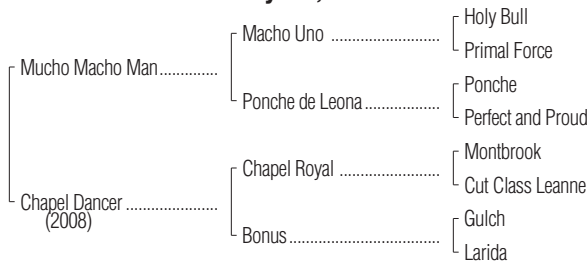 Holy Bull
Macho Uno ..........................
Primal Force
Mucho Macho Man.............
Ponche
Ponche de Leona..................
Perfect and Proud
Montbrook
Chapel Royal ........................
Cut Class Leanne
Chapel Dancer .....................
(2008)
Gulch
Bonus....................................
Larida